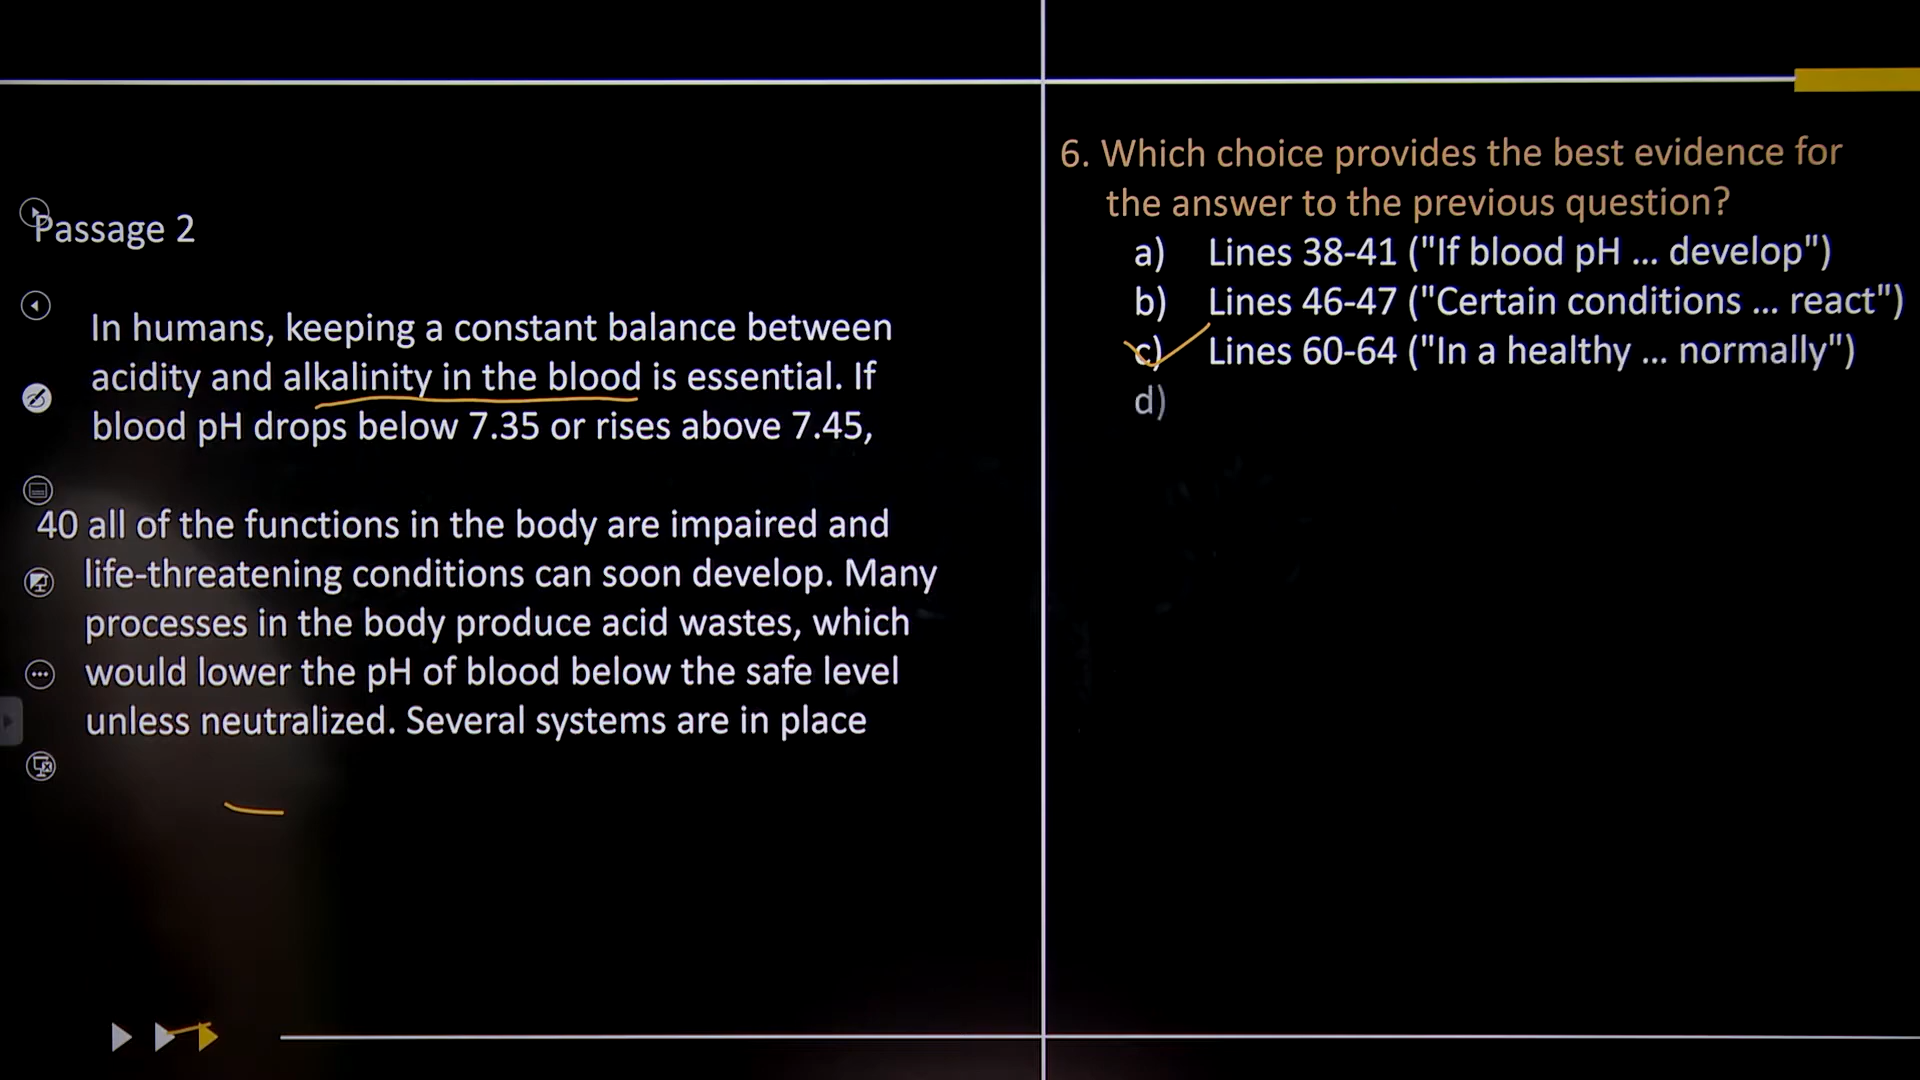 Passage 2
In humans, keeping a constant balance between
acidity and alkalinity in the blood is essential. If
blood pH drops below 7.35 or rises above 7.45,
40 all of the functions in the body are impaired and
life-threatening conditions can soon develop. Many
processes in the body produce acid wastes, which
would lower the pH of blood below the safe level
unless neutralized. Several systems are in place
6. Which choice provides the best evidence for
the answer to the previous question?
a) Lines 38-41 ("If blood pH ... develop")
b) Lines 46-47 ("Certain conditions ... react")
c) Lines 60-64 ("In a healthy ... normally")
d)